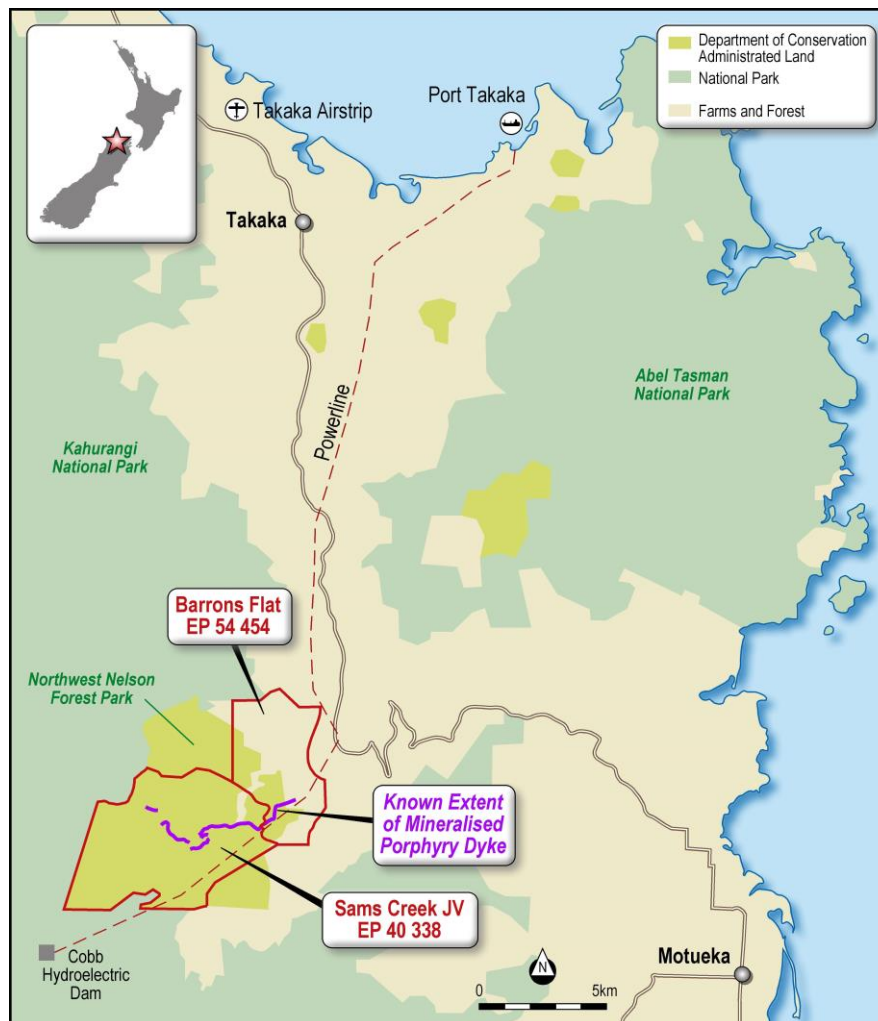 Department of Conservation
Administrated Land
National Park
Farms and Forest
Takaka Airstrip
Port Takaka
Takaka
Powerline
Abel Tasman
National Park
Kahurangi
National Park
Barrons Flat
EP 54 454
Northwest Nelson
Forest Park
Known Extent
of Mineralised
Porphyry Dyke
Sams Creek JV
EP 40 338
Cobb
Hydroelectric
Dam
N
0 5km
Motueka